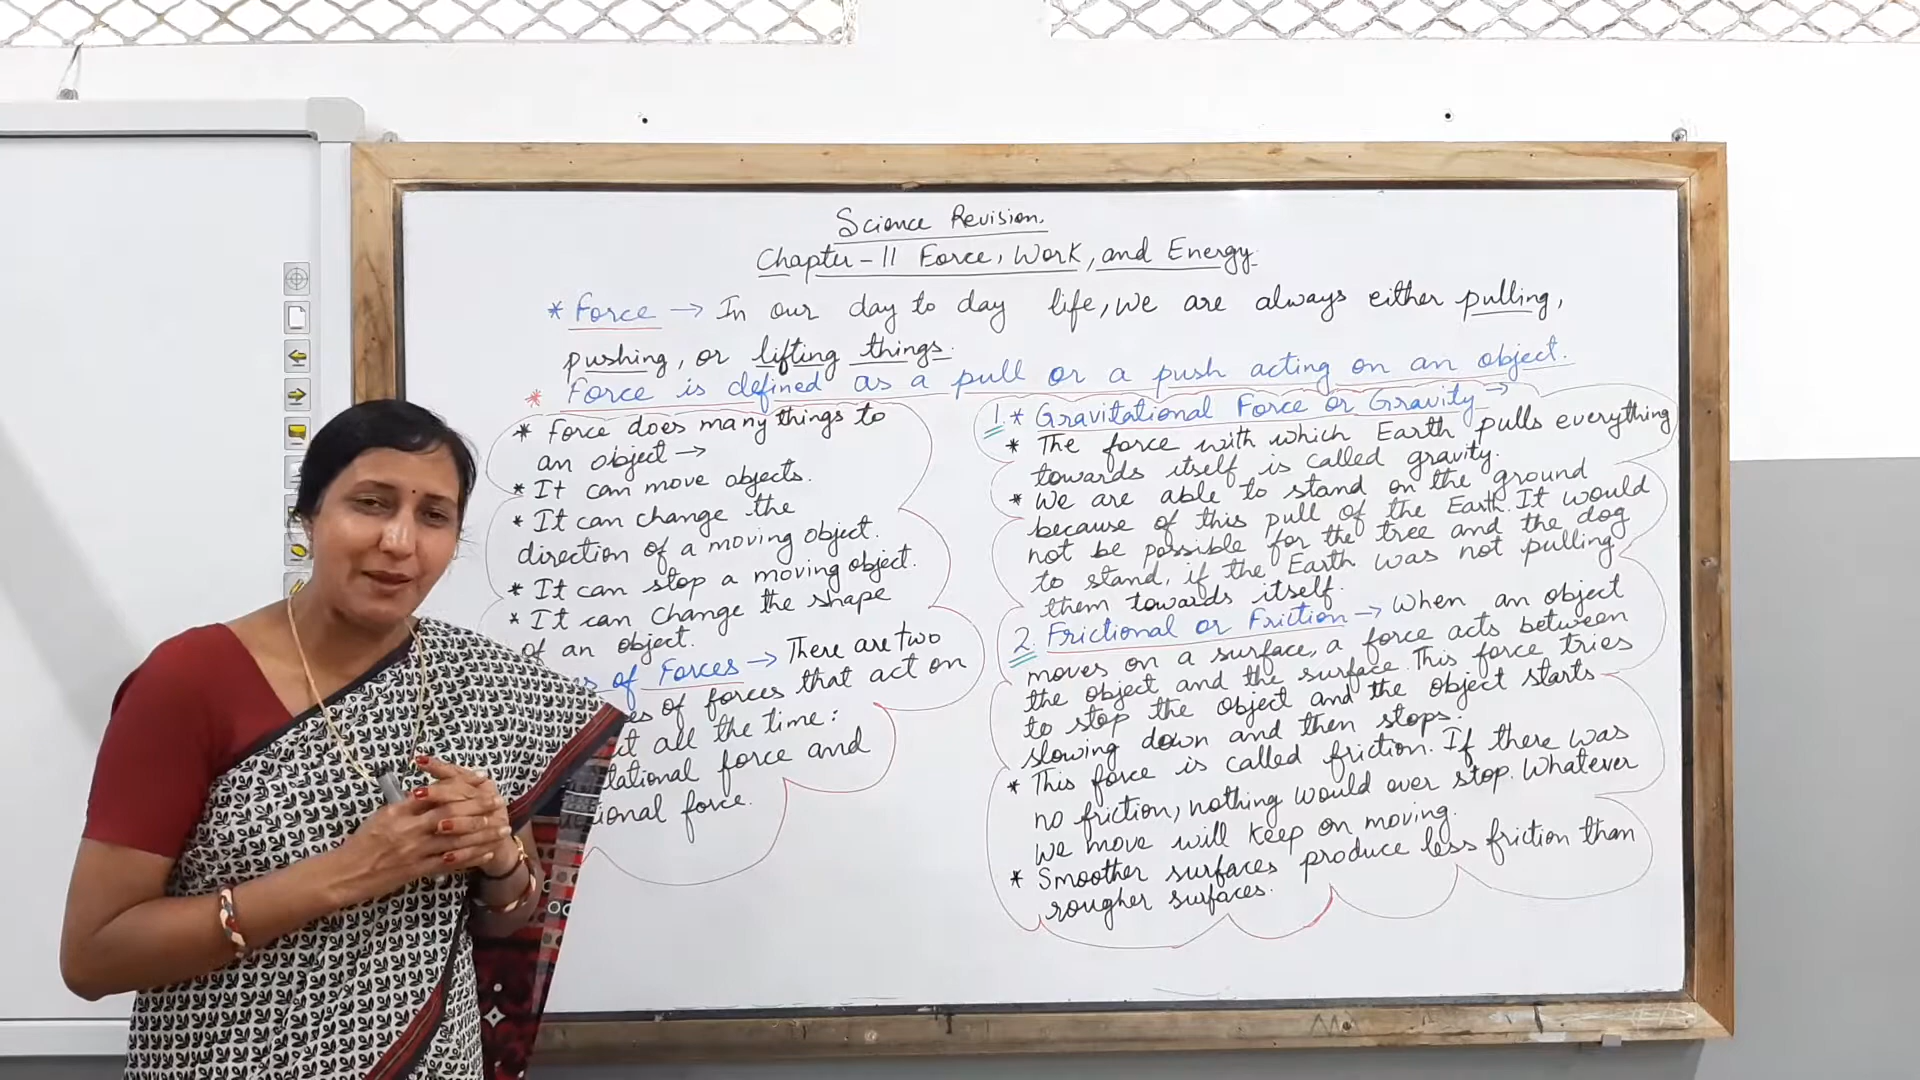 Science Revision.
Chapter-11 Force, Work, and Energy.
* Force → In our day to day life, we are always either pulling,
pushing, or lifting things.
* Force is defined as a pull or a push acting on an object.
* Force does many things to
an object →
* It can move objects.
* It can change the
direction of a moving object.
* It can stop a moving object.
* It can change the shape
of an object.
of Forces → There are two
of forces that act on
all the time:
force and
force.
1. * Gravitational Force or Gravity →
* The force with which Earth pulls everything
towards itself is called gravity.
* We are able to stand on the ground
because of this pull of the Earth. It would
not be possible for the tree and the dog
to stand, if the Earth was not pulling
them towards itself.
2. Frictional or Friction → When an object
moves on a surface, a force acts between
the object and the surface. This force tries
to stop the object and the object starts
slowing down and then stops.
* This force is called friction. If there was
no friction, nothing would ever stop. Whatever
we move will keep on moving.
* Smoother surfaces produce less friction than
rougher surfaces.